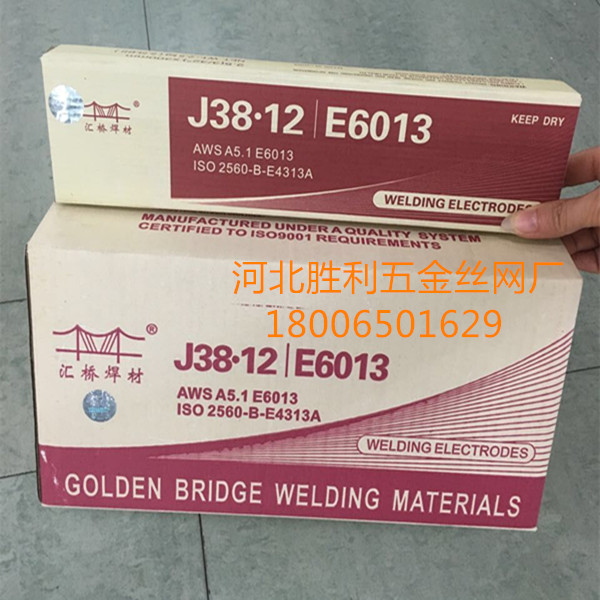 J38·12 | E6013
KEEP DRY
汇桥焊材
®
AWS A5.1 E6013
ISO 2560-B-E4313A
WELDING ELECTRODES
MANUFACTURED UNDER A QUALITY SYSTEM
CERTIFIED TO ISO9001 REQUIREMENTS
河北胜利五金丝网厂
18006501629
®
汇桥焊材
J38·12 | E6013
AWS A5.1 E6013
ISO 2560-B-E4313A
WELDING ELECTRODES
GOLDEN BRIDGE WELDING MATERIALS